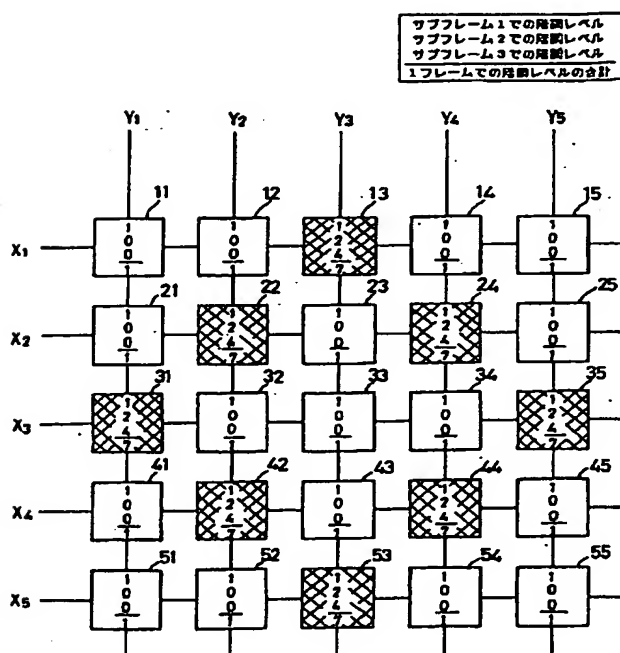 サブフレーム1での階調レベル
サブフレーム2での階調レベル
サブフレーム3での階調レベル
1フレームでの階調レベルの合計
Y1 Y2 Y3 Y4 Y5
11 12 13 14 15
X1
1 1 1 1 1
0 0 2 0 0
0 0 4 0 0
1 1 7 1 1
21 22 23 24 25
X2
1 1 1 1 1
0 2 0 2 0
0 4 0 4 0
1 7 1 7 1
31 32 33 34 35
X3
1 1 1 1 1
2 0 0 0 2
4 0 0 0 4
7 1 1 1 7
41 42 43 44 45
X4
1 1 1 1 1
0 2 0 2 0
0 4 0 4 0
1 7 1 7 1
51 52 53 54 55
X5
1 1 1 1 1
0 0 2 0 0
0 0 4 0 0
1 1 7 1 1